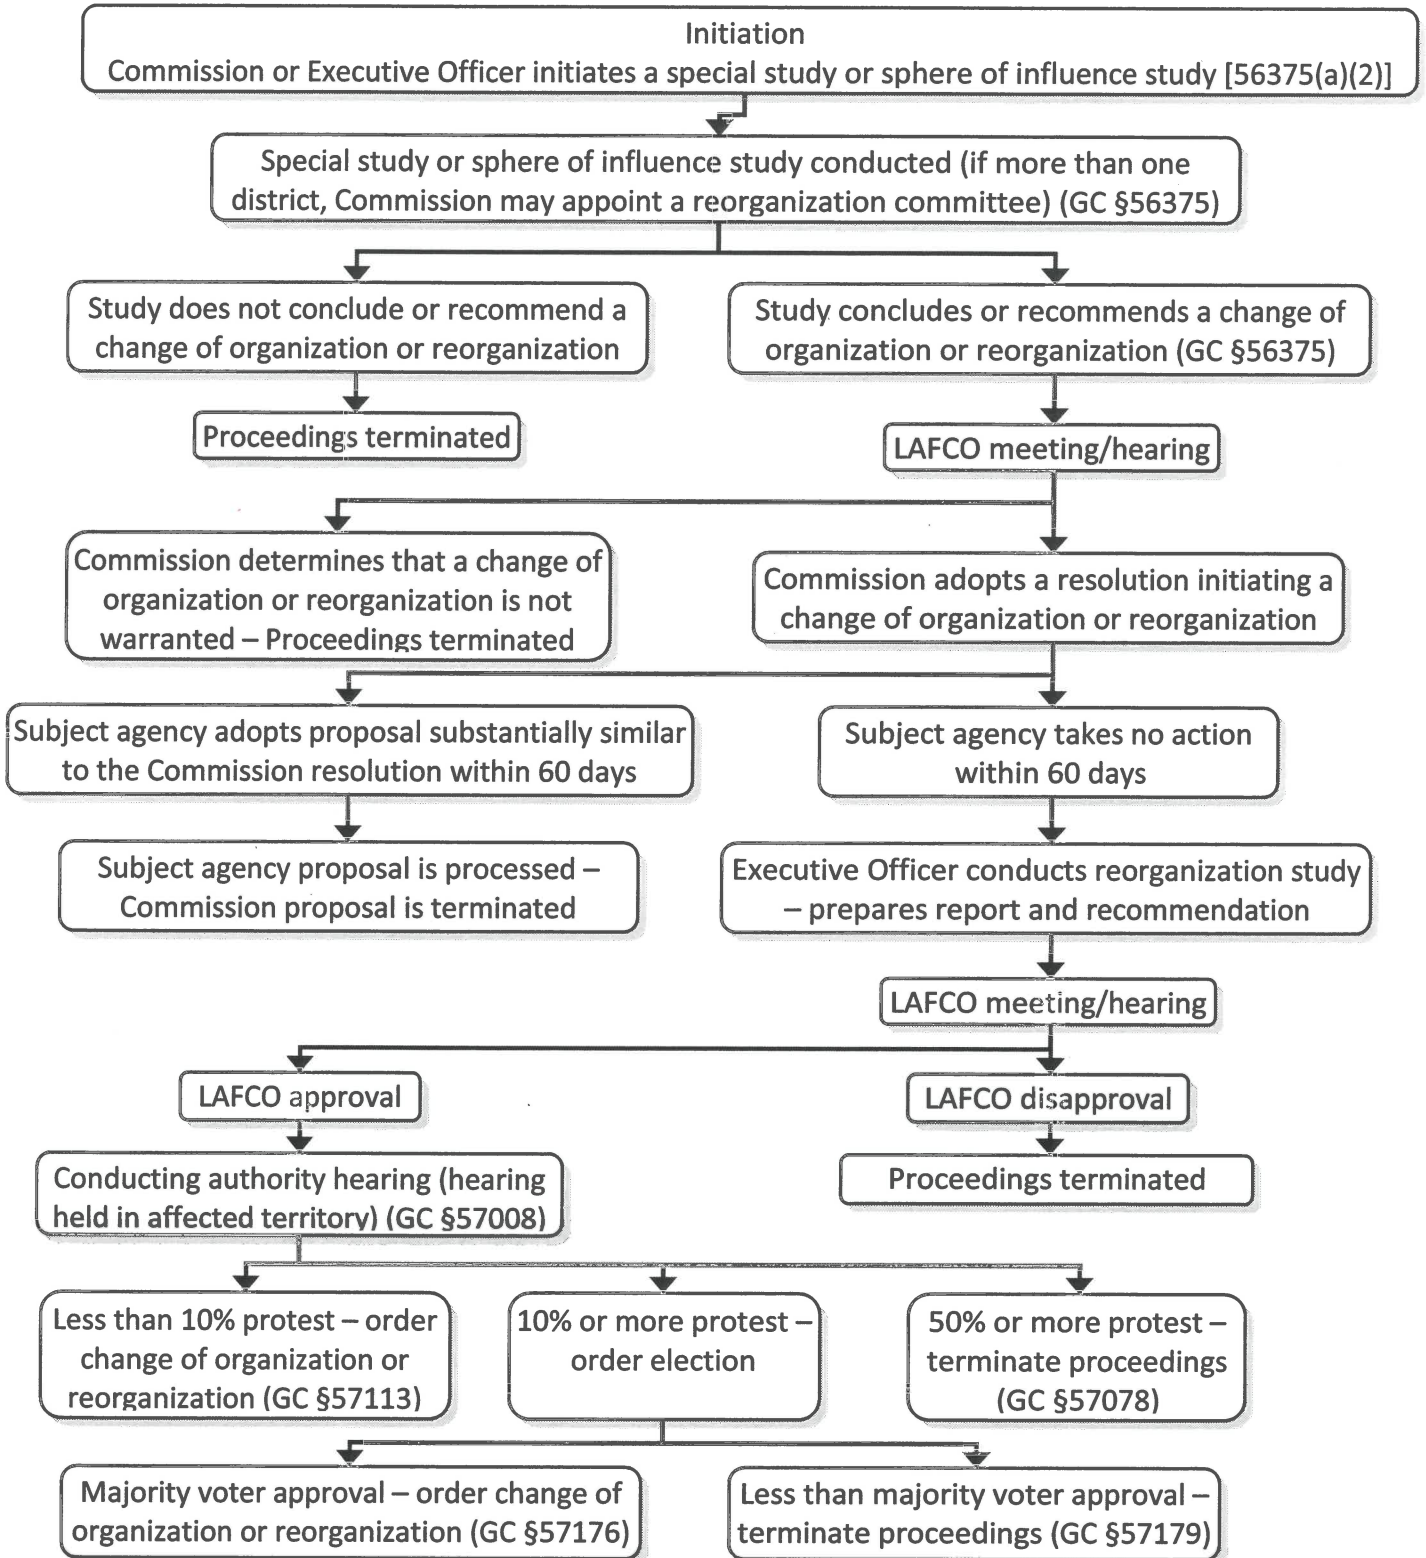 Initiation
Commission or Executive Officer initiates a special study or sphere of influence study [56375(a)(2)]
Special study or sphere of influence study conducted (if more than one
district, Commission may appoint a reorganization committee) (GC §56375)
Study does not conclude or recommend a
change of organization or reorganization
Study concludes or recommends a change of
organization or reorganization (GC §56375)
Proceedings terminated
LAFCO meeting/hearing
Commission determines that a change of
organization or reorganization is not
warranted – Proceedings terminated
Commission adopts a resolution initiating a
change of organization or reorganization
Subject agency adopts proposal substantially similar
to the Commission resolution within 60 days
Subject agency takes no action
within 60 days
Subject agency proposal is processed –
Commission proposal is terminated
Executive Officer conducts reorganization study
– prepares report and recommendation
LAFCO meeting/hearing
LAFCO approval
LAFCO disapproval
Conducting authority hearing (hearing
held in affected territory) (GC §57008)
Proceedings terminated
Less than 10% protest – order
change of organization or
reorganization (GC §57113)
10% or more protest –
order election
50% or more protest –
terminate proceedings
(GC §57078)
Majority voter approval – order change of
organization or reorganization (GC §57176)
Less than majority voter approval –
terminate proceedings (GC §57179)